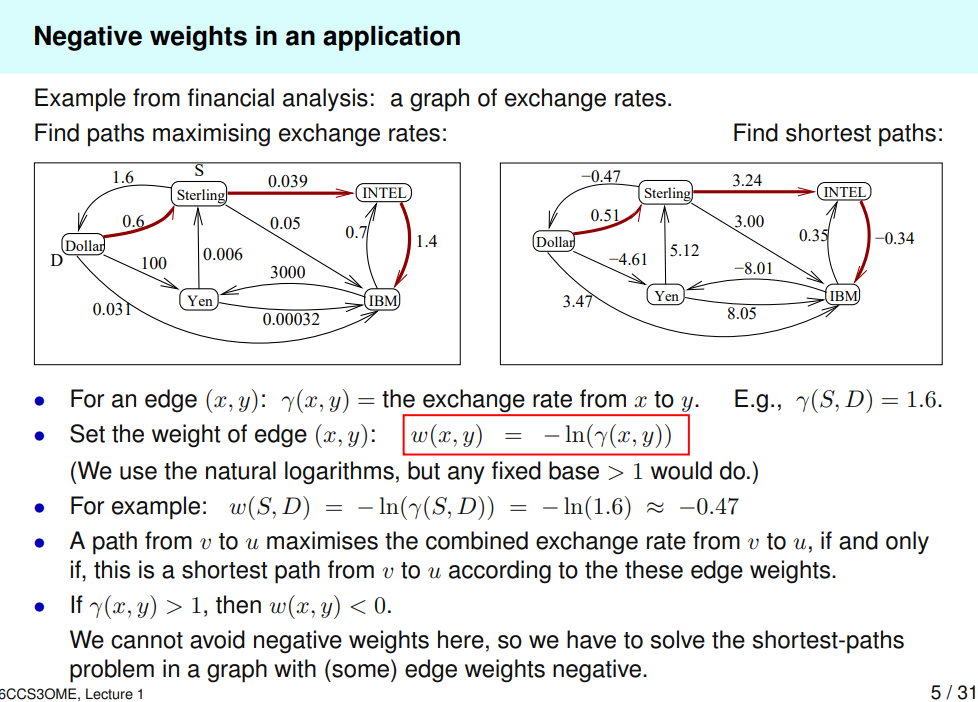 Negative weights in an application
Example from financial analysis: a graph of exchange rates.
Find paths maximising exchange rates:
Find shortest paths:
1.6
S
Sterling
0.039
INTEL
0.6
0.05
0.7
1.4
Dollar
D
100
0.006
3000
Yen
IBM
0.031
0.00032
−0.47
Sterling
3.24
INTEL
0.51
3.00
0.35
−0.34
Dollar
−4.61
5.12
−8.01
Yen
IBM
3.47
8.05
• For an edge (x, y): γ(x, y) = the exchange rate from x to y. E.g., γ(S, D) = 1.6.
• Set the weight of edge (x, y): w(x, y) = − ln(γ(x, y))
(We use the natural logarithms, but any fixed base > 1 would do.)
• For example: w(S, D) = − ln(γ(S, D)) = − ln(1.6) ≈ −0.47
• A path from v to u maximises the combined exchange rate from v to u, if and only
if, this is a shortest path from v to u according to the these edge weights.
• If γ(x, y) > 1, then w(x, y) < 0.
We cannot avoid negative weights here, so we have to solve the shortest-paths
problem in a graph with (some) edge weights negative.
6CCS3OME, Lecture 1
5 / 31